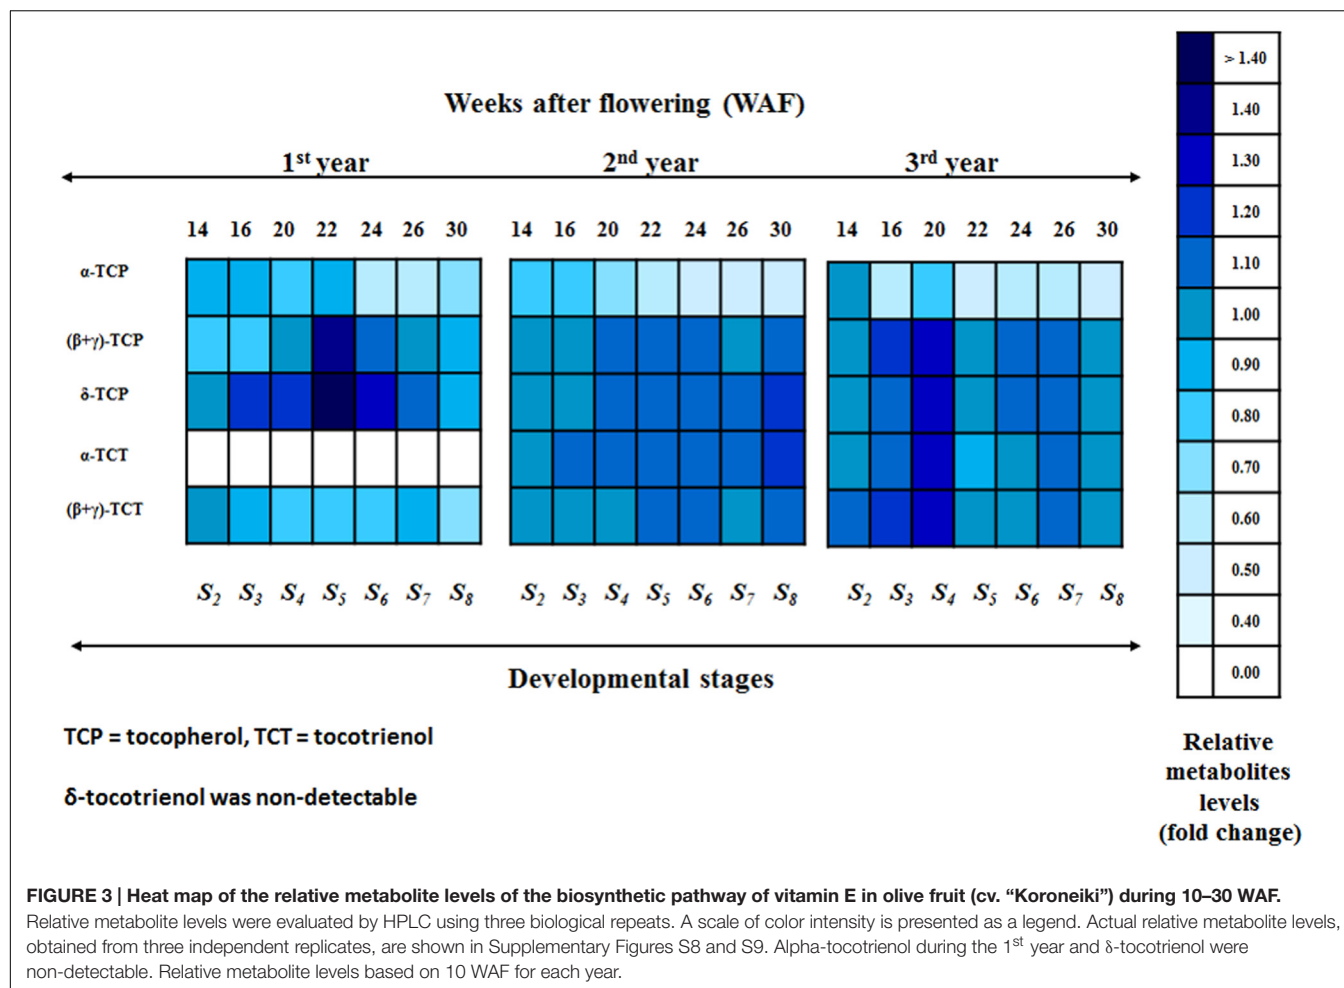 Weeks after flowering (WAF)
1st year 2nd year 3rd year
14 16 20 22 24 26 30 14 16 20 22 24 26 30 14 16 20 22 24 26 30
α-TCP
(β+γ)-TCP
δ-TCP
α-TCT
(β+γ)-TCT
S2 S3 S4 S5 S6 S7 S8 S2 S3 S4 S5 S6 S7 S8 S2 S3 S4 S5 S6 S7 S8
Developmental stages
TCP = tocopherol, TCT = tocotrienol
δ-tocotrienol was non-detectable
> 1.40
1.40
1.30
1.20
1.10
1.00
0.90
0.80
0.70
0.60
0.50
0.40
0.00
Relative
metabolites
levels
(fold change)
FIGURE 3 | Heat map of the relative metabolite levels of the biosynthetic pathway of vitamin E in olive fruit (cv. “Koroneiki”) during 10–30 WAF.
Relative metabolite levels were evaluated by HPLC using three biological repeats. A scale of color intensity is presented as a legend. Actual relative metabolite levels,
obtained from three independent replicates, are shown in Supplementary Figures S8 and S9. Alpha-tocotrienol during the 1st year and δ-tocotrienol were
non-detectable. Relative metabolite levels based on 10 WAF for each year.